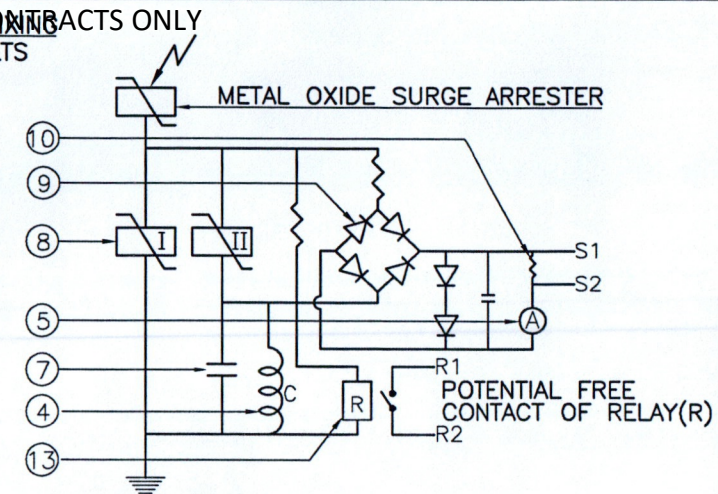 ONTRACTS ONLY
LTS
METAL OXIDE SURGE ARRESTER
10
9
8
I
II
S1
S2
5
A
7
R1
C
POTENTIAL FREE
4
R
CONTACT OF RELAY(R)
R2
13